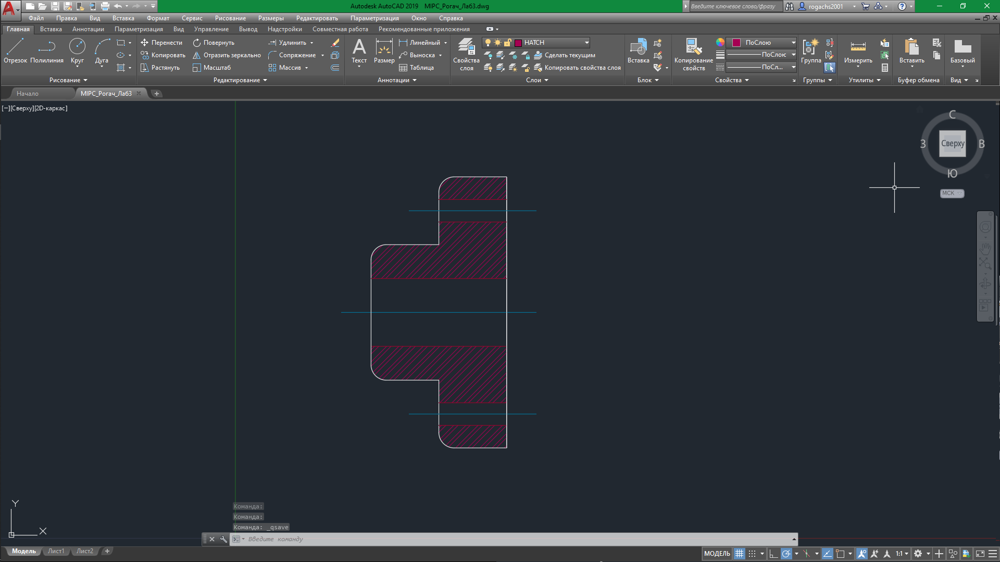 Autodesk AutoCAD 2019 MIPC_Рогач_Ла63.dwg
Введите ключевое слово/фразу
rogachs2001
Файл Правка Вид Вставка Формат Сервис Рисование Размеры Редактировать Параметризация Окно Справка
Главная Вставка Аннотации Параметризация Вид Управление Вывод Надстройки Совместная работа Рекомендованные приложения
Отрезок Полилиния Круг Дуга
Рисование
Перенести Повернуть Удлинить
Копировать Отразить зеркально Сопряжение
Растянуть Масштаб Массив
Редактирование
Текст Размер
Линейный
Выноска
Таблица
Аннотации
Свойства слоя
HATCH
Сделать текущим
Копировать свойства слоя
Слои
Вставка
Блок
Копирование свойств
ПоСлою
ПоСлою
ПоСл...
Свойства
Группа
Группы
Измерить
Утилиты
Вставить
Буфер обмена
Базовый
Вид
Начало MIPC_Рогач_Ла63
[−][Сверху][2D-каркас]
С
З Сверху В
Ю
МСК
Y
X
Команда:
Команда:
Команда: _qsave
Введите команду
Модель Лист1 Лист2
МОДЕЛЬ 1:1